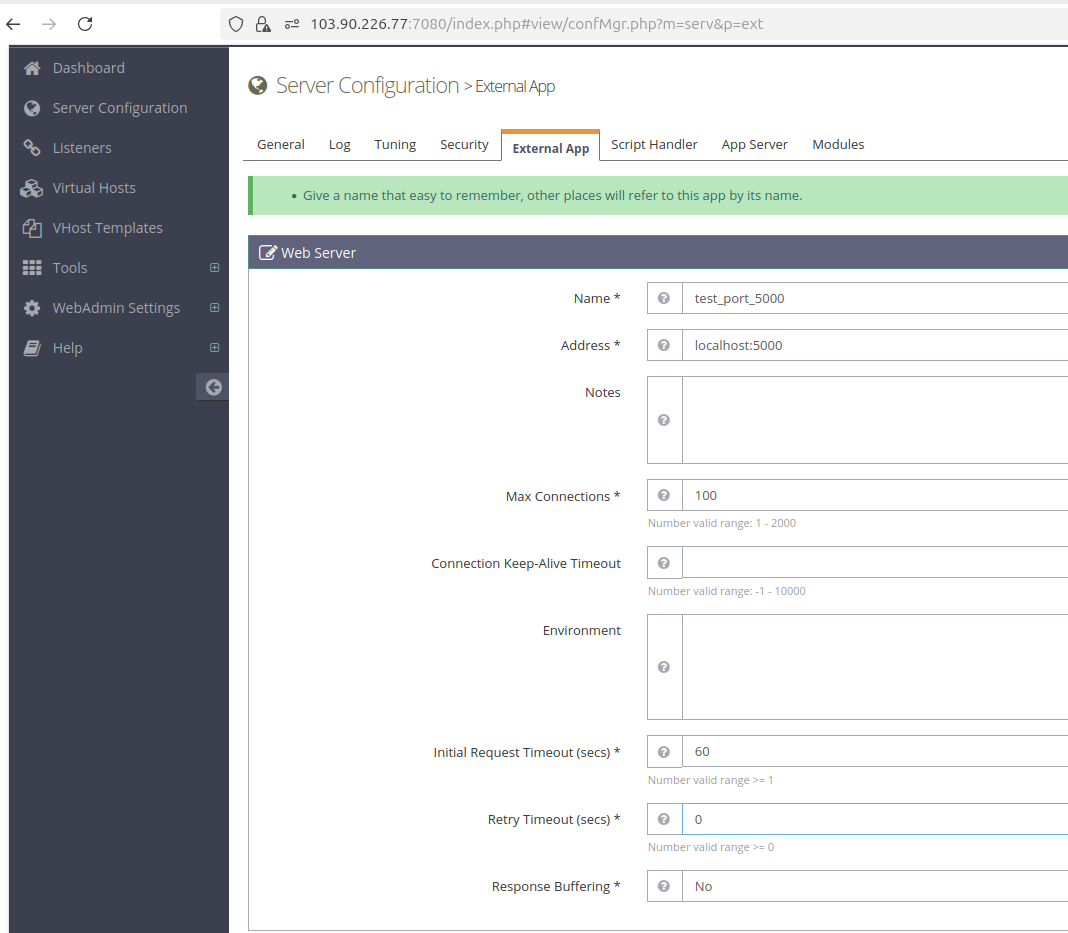 103.90.226.77:7080/index.php#view/confMgr.php?m=serv&p=ext
Dashboard
Server Configuration
Listeners
Virtual Hosts
VHost Templates
Tools
WebAdmin Settings
Help
Server Configuration > External App
General Log Tuning Security External App Script Handler App Server Modules
• Give a name that easy to remember, other places will refer to this app by its name.
Web Server
Name * test_port_5000
Address * localhost:5000
Notes
Max Connections * 100
Number valid range: 1 - 2000
Connection Keep-Alive Timeout
Number valid range: -1 - 10000
Environment
Initial Request Timeout (secs) * 60
Number valid range >= 1
Retry Timeout (secs) * 0
Number valid range >= 0
Response Buffering * No